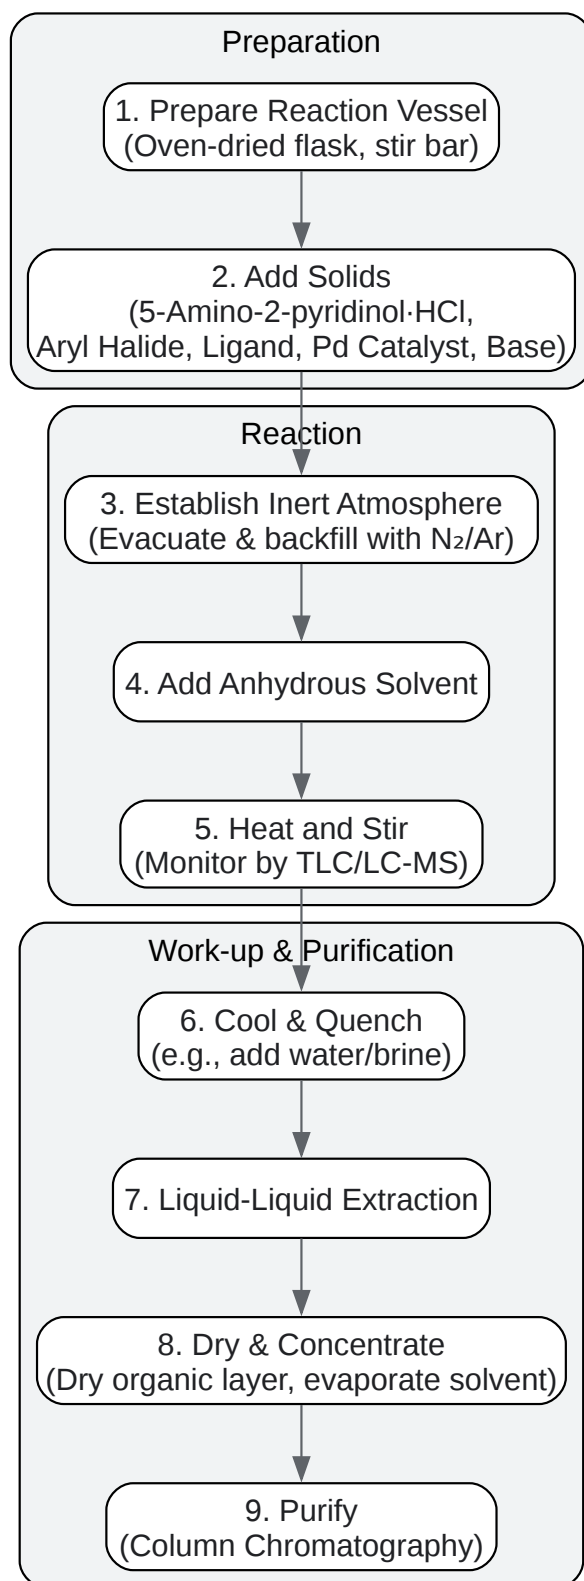 Preparation
1. Prepare Reaction Vessel
(Oven-dried flask, stir bar)
2. Add Solids
(5-Amino-2-pyridinol·HCl,
Aryl Halide, Ligand, Pd Catalyst, Base)
Reaction
3. Establish Inert Atmosphere
(Evacuate & backfill with N₂/Ar)
4. Add Anhydrous Solvent
5. Heat and Stir
(Monitor by TLC/LC-MS)
Work-up & Purification
6. Cool & Quench
(e.g., add water/brine)
7. Liquid-Liquid Extraction
8. Dry & Concentrate
(Dry organic layer, evaporate solvent)
9. Purify
(Column Chromatography)